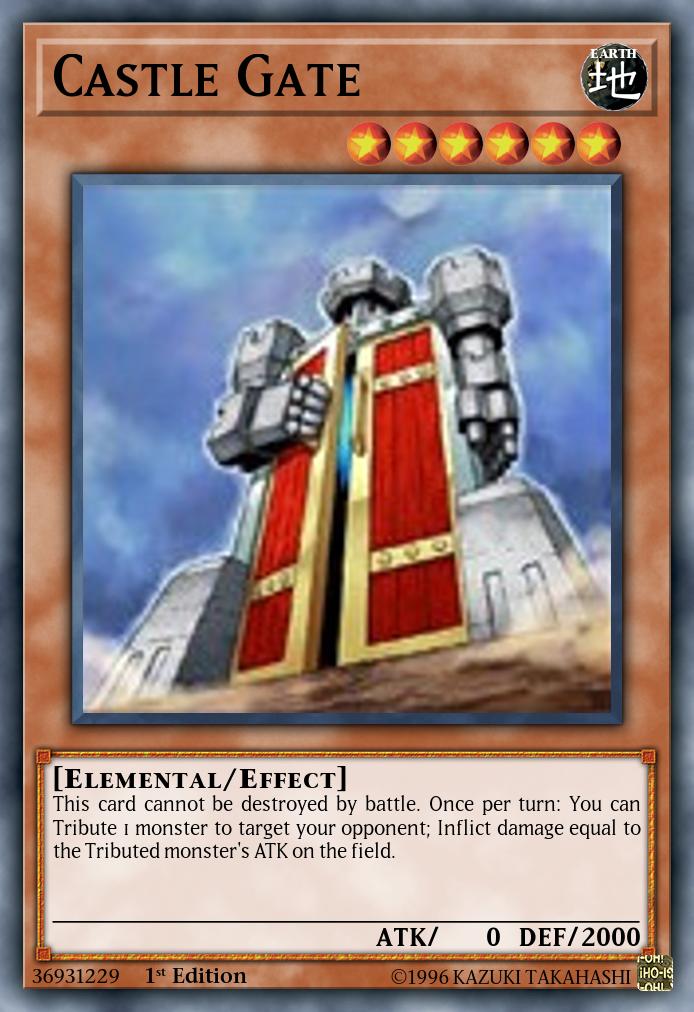 CASTLE GATE
EARTH
地
[ELEMENTAL/EFFECT]
This card cannot be destroyed by battle. Once per turn: You can
Tribute 1 monster to target your opponent; Inflict damage equal to
the Tributed monster's ATK on the field.
ATK/ 0 DEF/2000
36931229 1st Edition ©1996 KAZUKI TAKAHASHI